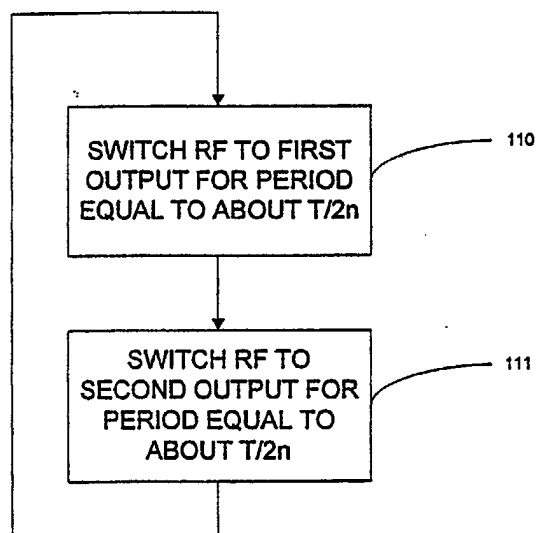 SWITCH RF TO FIRST
OUTPUT FOR PERIOD
EQUAL TO ABOUT T/2n
110
SWITCH RF TO
SECOND OUTPUT FOR
PERIOD EQUAL TO
ABOUT T/2n
111